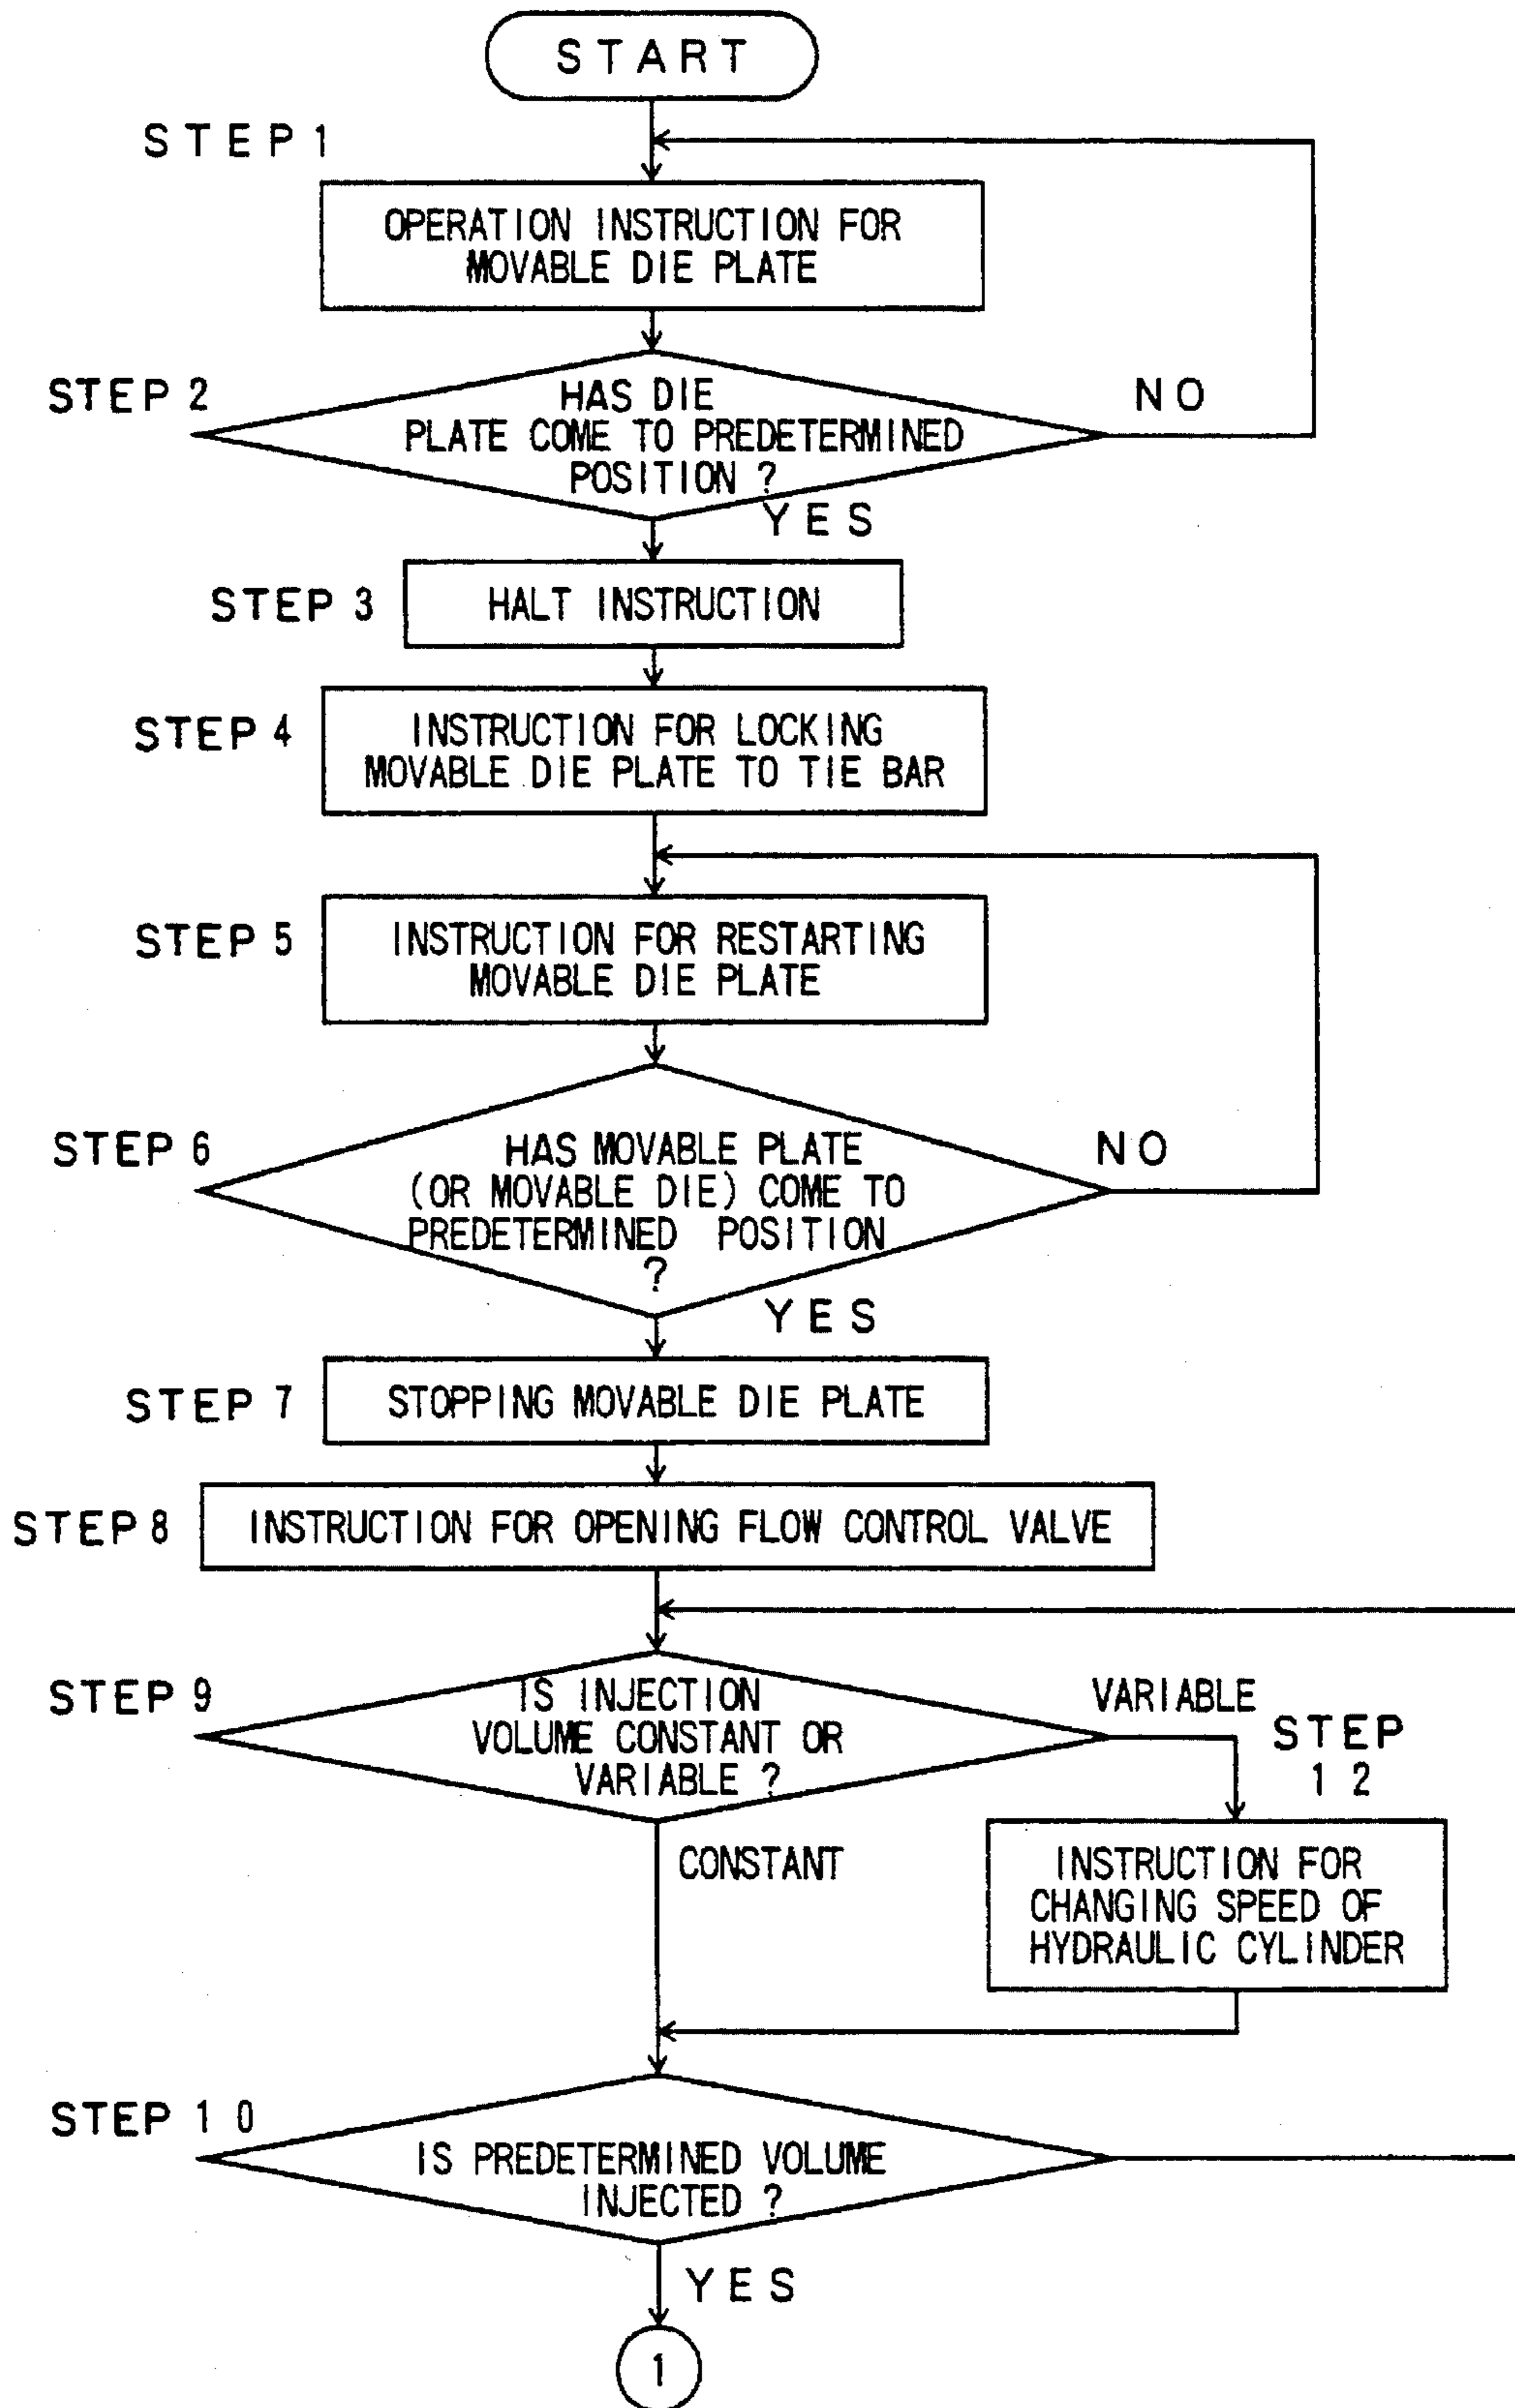 START
STEP 1
OPERATION INSTRUCTION FOR
MOVABLE DIE PLATE
STEP 2
HAS DIE
PLATE COME TO PREDETERMINED
POSITION ?
NO
YES
STEP 3
HALT INSTRUCTION
STEP 4
INSTRUCTION FOR LOCKING
MOVABLE DIE PLATE TO TIE BAR
STEP 5
INSTRUCTION FOR RESTARTING
MOVABLE DIE PLATE
STEP 6
HAS MOVABLE PLATE
(OR MOVABLE DIE) COME TO
PREDETERMINED POSITION
?
NO
YES
STEP 7
STOPPING MOVABLE DIE PLATE
STEP 8
INSTRUCTION FOR OPENING FLOW CONTROL VALVE
STEP 9
IS INJECTION
VOLUME CONSTANT OR
VARIABLE ?
VARIABLE
STEP
12
CONSTANT
INSTRUCTION FOR
CHANGING SPEED OF
HYDRAULIC CYLINDER
STEP 10
IS PREDETERMINED VOLUME
INJECTED ?
YES
1